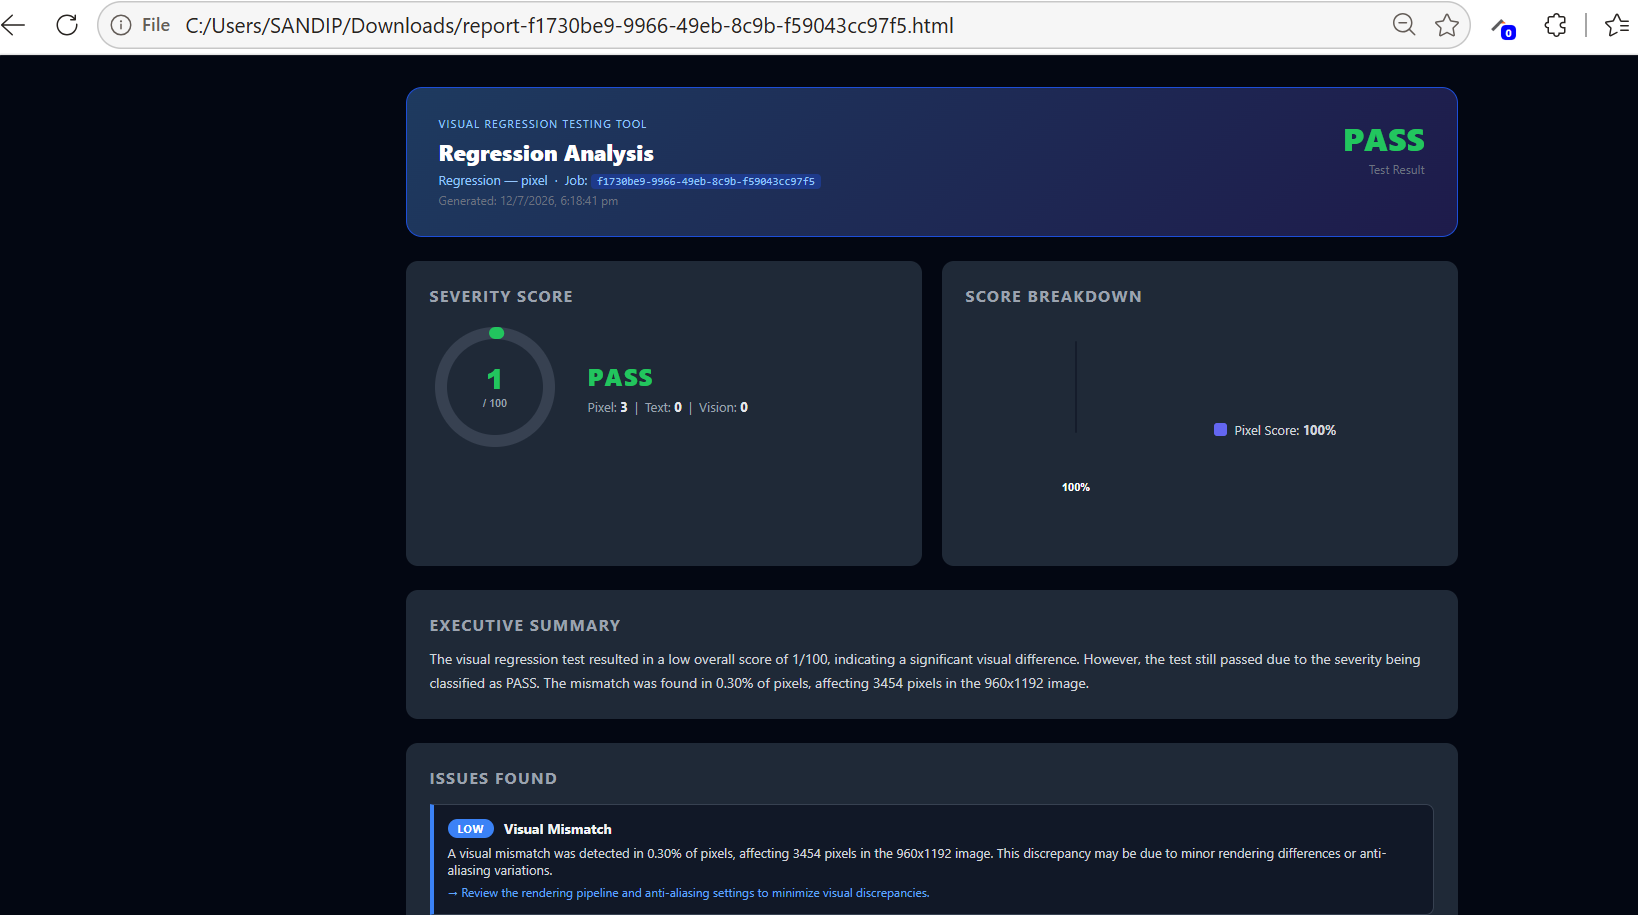 File C:/Users/SANDIP/Downloads/report-f1730be9-9966-49eb-8c9b-f59043cc97f5.html
0
VISUAL REGRESSION TESTING TOOL
Regression Analysis
Regression — pixel · Job: f1730be9-9966-49eb-8c9b-f59043cc97f5
Generated: 12/7/2026, 6:18:41 pm
PASS
Test Result
SEVERITY SCORE
1
/ 100
PASS
Pixel: 3 | Text: 0 | Vision: 0
SCORE BREAKDOWN
Pixel Score: 100%
100%
EXECUTIVE SUMMARY
The visual regression test resulted in a low overall score of 1/100, indicating a significant visual difference. However, the test still passed due to the severity being
classified as PASS. The mismatch was found in 0.30% of pixels, affecting 3454 pixels in the 960x1192 image.
ISSUES FOUND
LOW Visual Mismatch
A visual mismatch was detected in 0.30% of pixels, affecting 3454 pixels in the 960x1192 image. This discrepancy may be due to minor rendering differences or anti-
aliasing variations.
→ Review the rendering pipeline and anti-aliasing settings to minimize visual discrepancies.